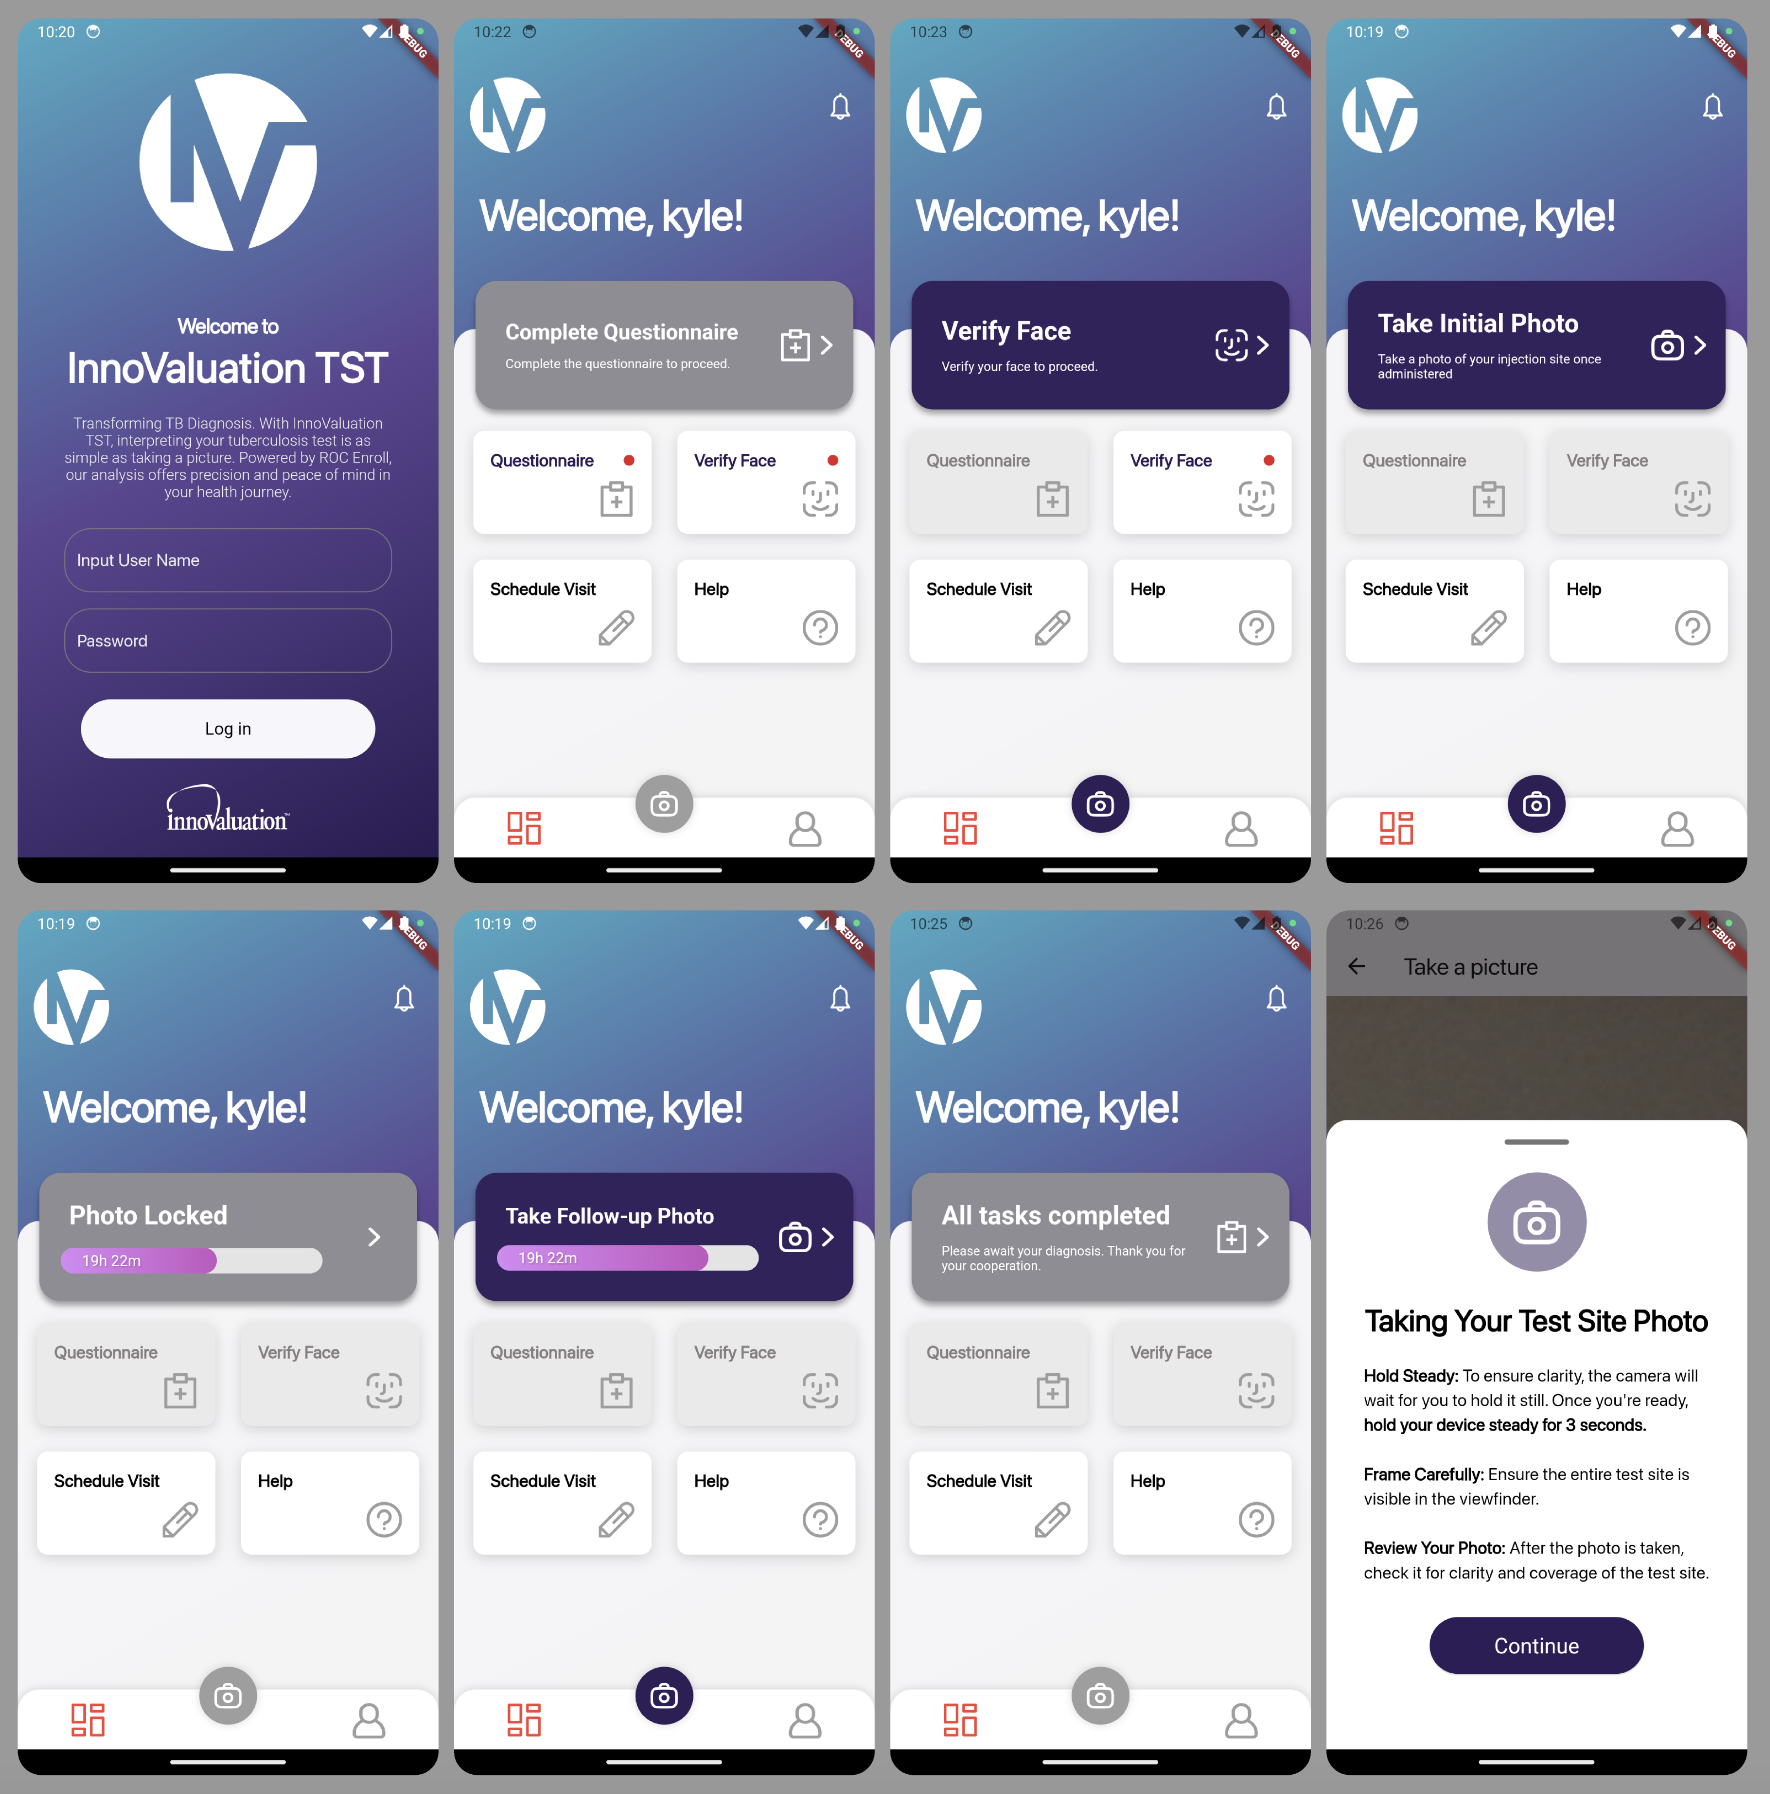 10:20
DEBUG
Welcome to
InnoValuation TST
Transforming TB Diagnosis. With InnoValuation
TST, interpreting your tuberculosis test is as
simple as taking a picture. Powered by ROC Enroll,
our analysis offers precision and peace of mind in
your health journey.
Input User Name
Password
Log in
innoValuation™
10:22
DEBUG
Welcome, kyle!
Complete Questionnaire
Complete the questionnaire to proceed.
Questionnaire
Verify Face
Schedule Visit
Help
10:23
DEBUG
Welcome, kyle!
Verify Face
Verify your face to proceed.
Questionnaire
Verify Face
Schedule Visit
Help
10:19
DEBUG
Welcome, kyle!
Take Initial Photo
Take a photo of your injection site once
administered
Questionnaire
Verify Face
Schedule Visit
Help
10:19
DEBUG
Welcome, kyle!
Photo Locked
19h 22m
Questionnaire
Verify Face
Schedule Visit
Help
10:19
DEBUG
Welcome, kyle!
Take Follow-up Photo
19h 22m
Questionnaire
Verify Face
Schedule Visit
Help
10:25
DEBUG
Welcome, kyle!
All tasks completed
Please await your diagnosis. Thank you for
your cooperation.
Questionnaire
Verify Face
Schedule Visit
Help
10:26
DEBUG
Take a picture
Taking Your Test Site Photo
Hold Steady: To ensure clarity, the camera will
wait for you to hold it still. Once you're ready,
hold your device steady for 3 seconds.
Frame Carefully: Ensure the entire test site is
visible in the viewfinder.
Review Your Photo: After the photo is taken,
check it for clarity and coverage of the test site.
Continue